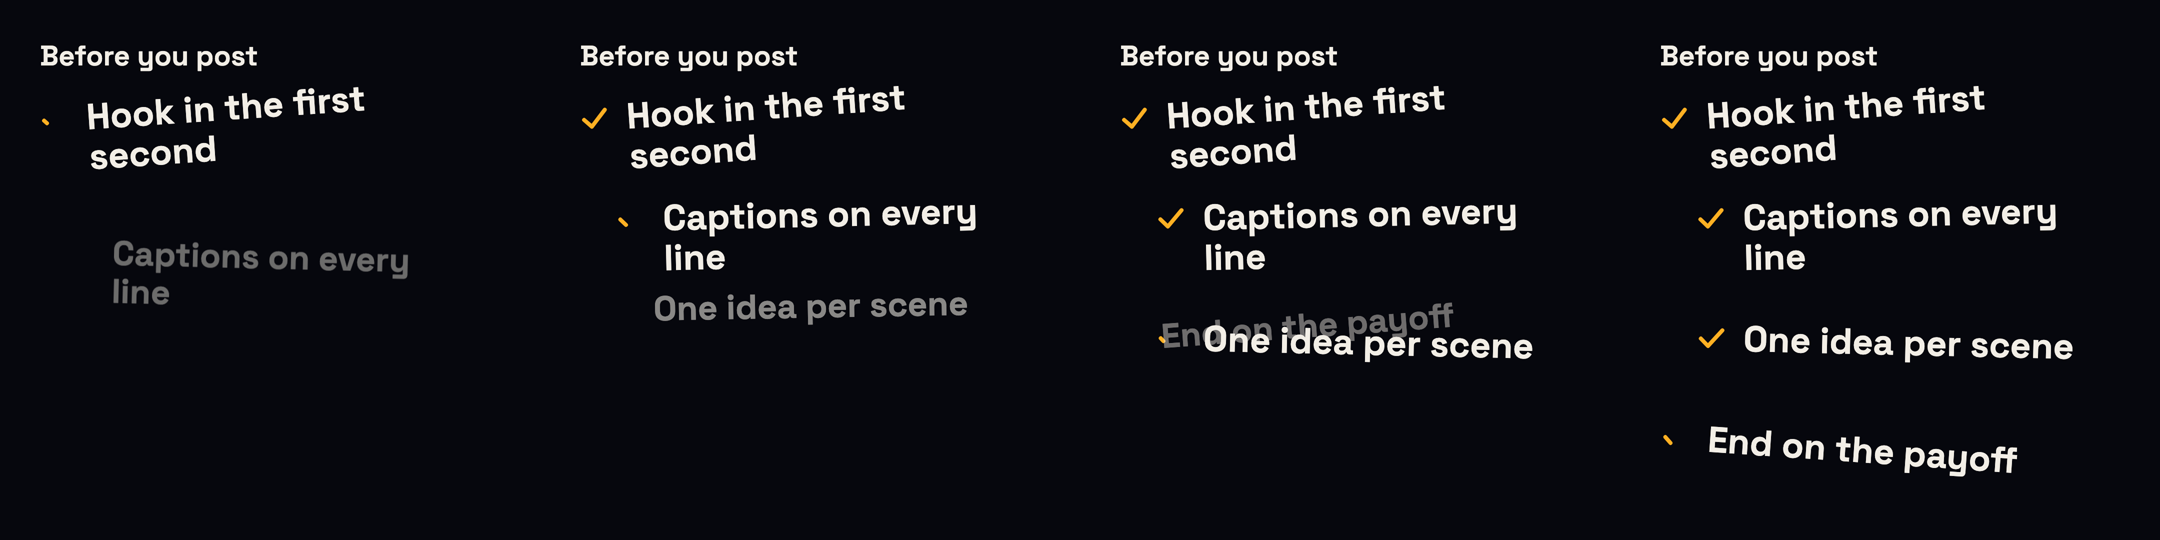 Before you post
Hook in the first
second
Captions on every
line
Before you post
Hook in the first
second
Captions on every
line
One idea per scene
Before you post
Hook in the first
second
Captions on every
line
End on the payoff
One idea per scene
Before you post
Hook in the first
second
Captions on every
line
One idea per scene
End on the payoff